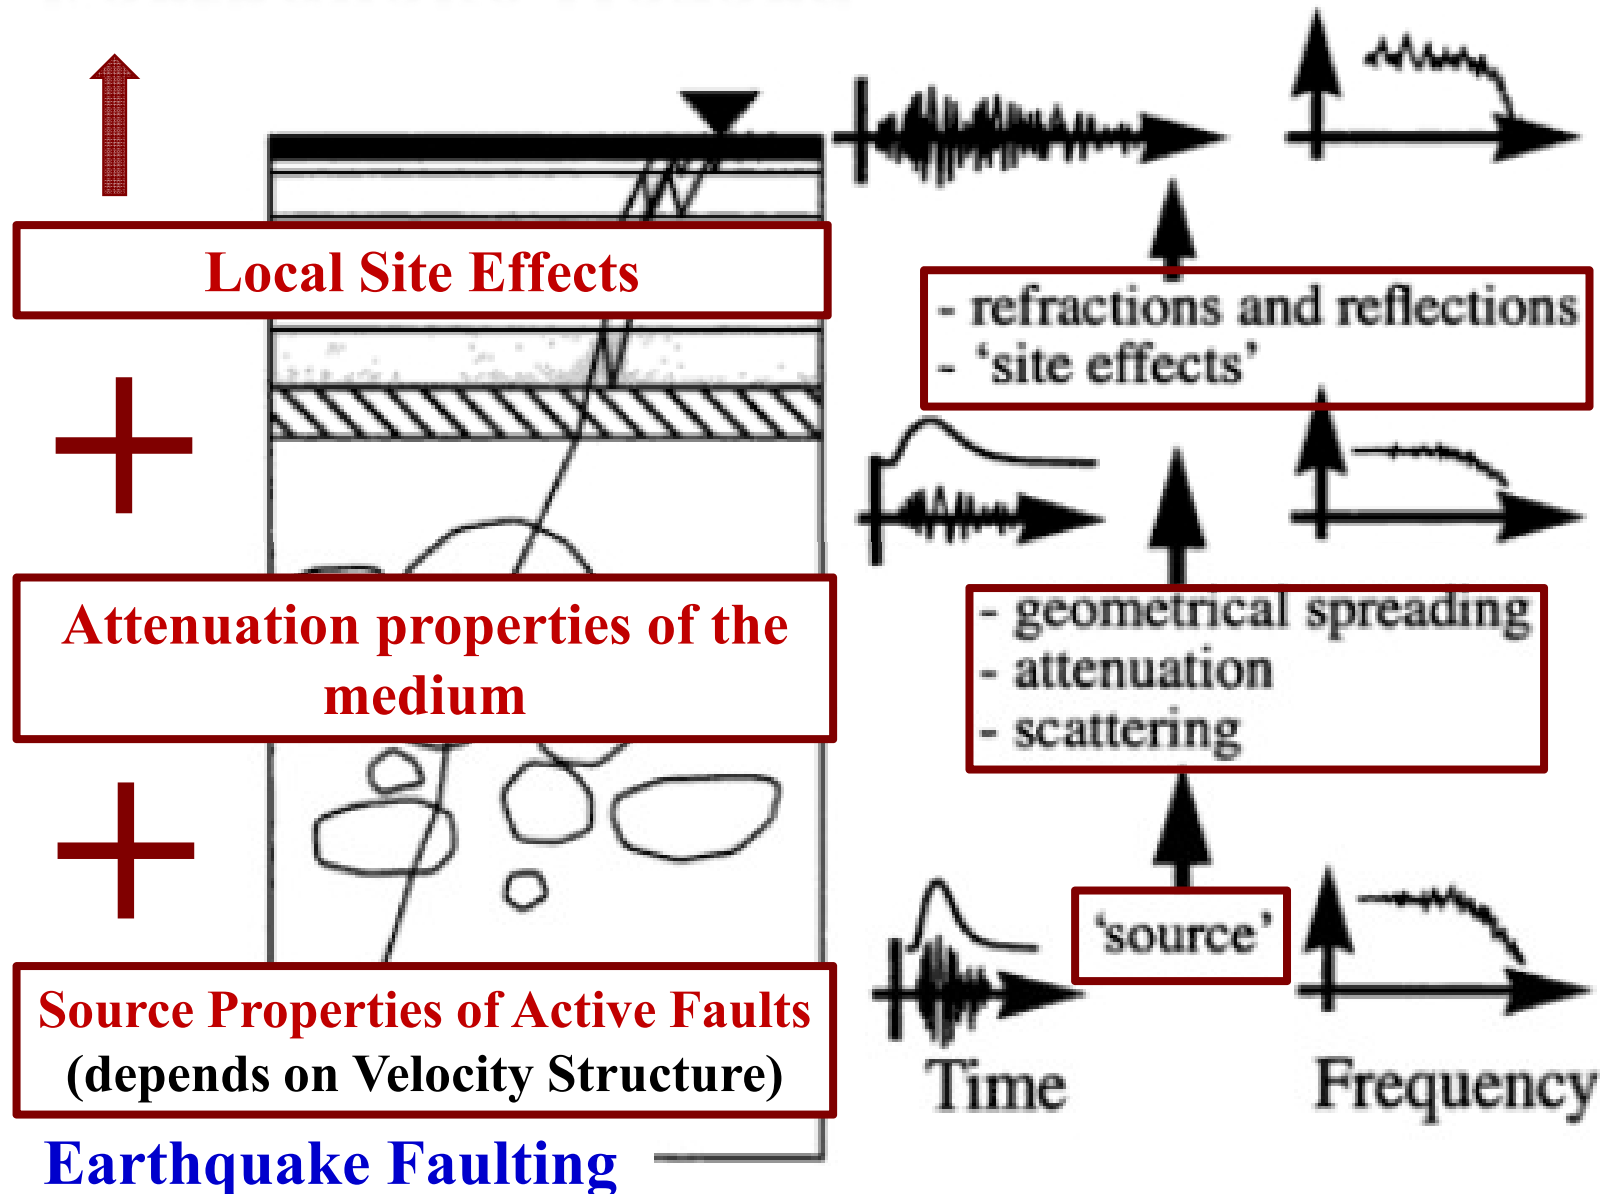 Local Site Effects
- refractions and reflections
- ‘site effects’
Attenuation properties of the
medium
- geometrical spreading
- attenuation
- scattering
‘source’
Source Properties of Active Faults
(depends on Velocity Structure)
Time
Frequency
Earthquake Faulting